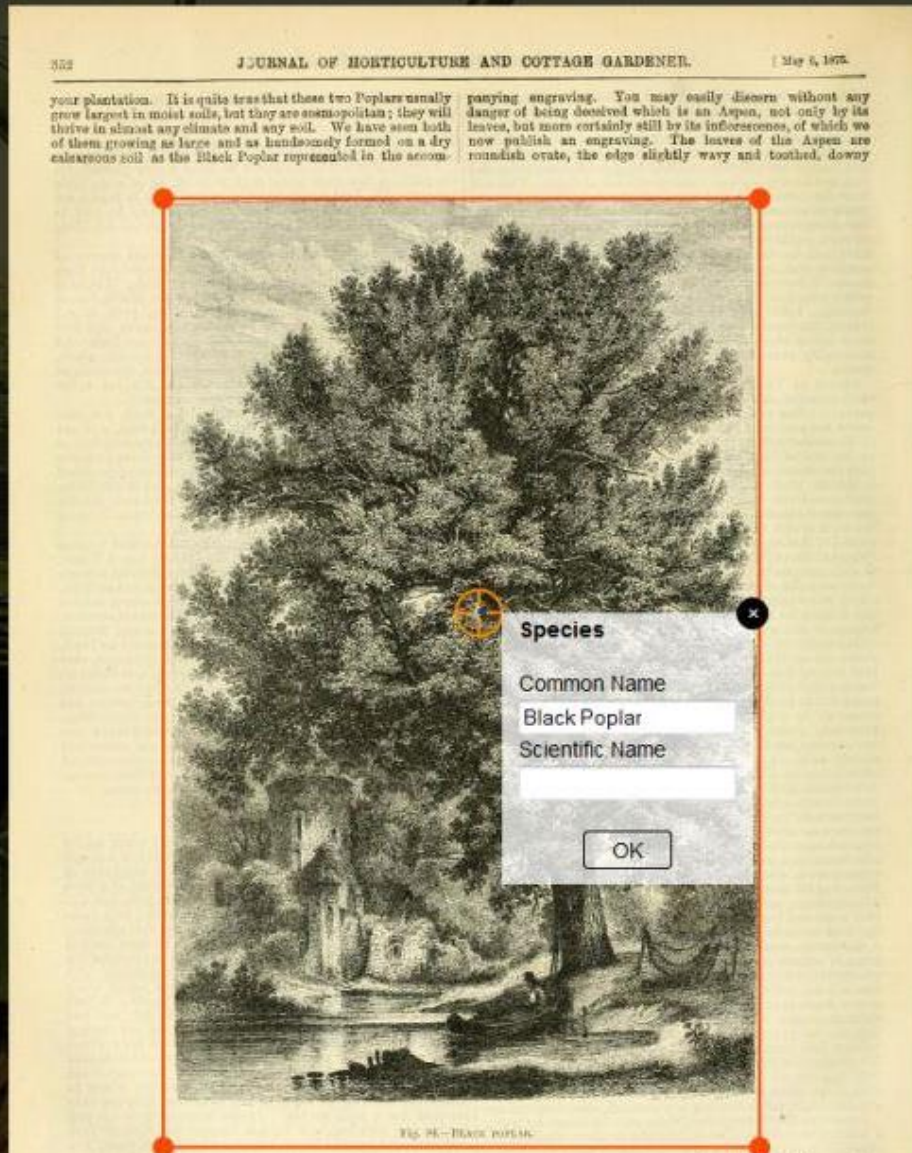 352
JOURNAL OF HORTICULTURE AND COTTAGE GARDENER.
[ May 6, 1875.
your plantation. It is quite true that these two Poplars usually
grow largest in moist soils, but they are cosmopolitan; they will
thrive in almost any climate and any soil. We have seen both
of them growing as large and as handsomely formed on a dry
calcareous soil as the Black Poplar represented in the accom-
panying engraving. You may easily discern without any
danger of being deceived which is an Aspen, not only by its
leaves, but more certainly still by its inflorescence, of which we
now publish an engraving. The leaves of the Aspen are
roundish ovate, the edge slightly wavy and toothed, downy
Species
Common Name
Black Poplar
Scientific Name
OK
Fig. 84.—BLACK POPLAR.